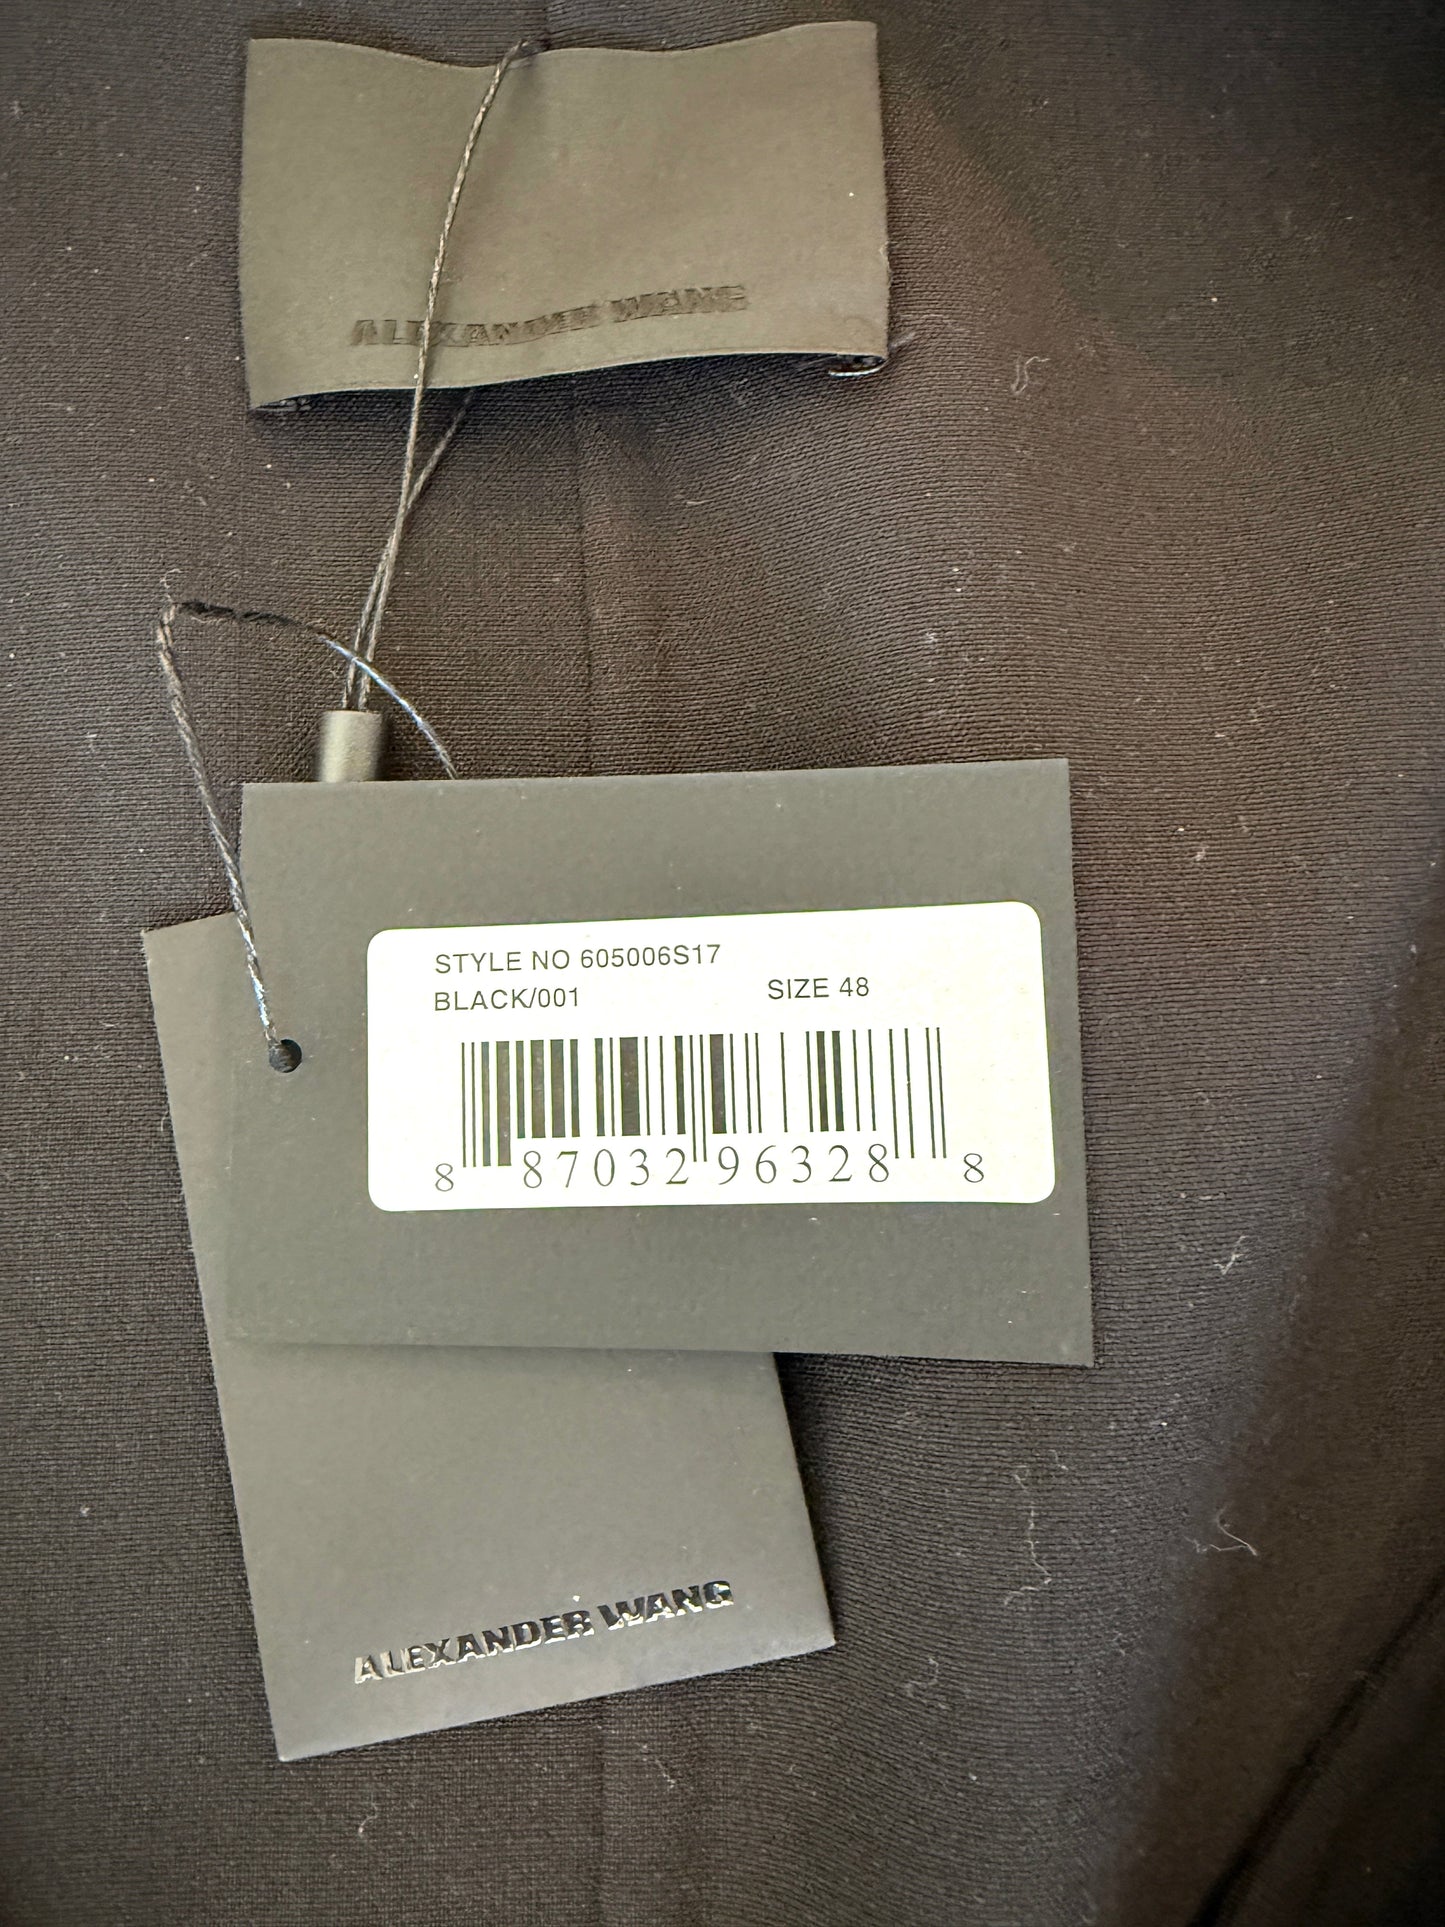 ALEXANDER WANG
STYLE NO 605006S17
BLACK/001 SIZE 48
8 87032 96328 8
ALEXANDER WANG